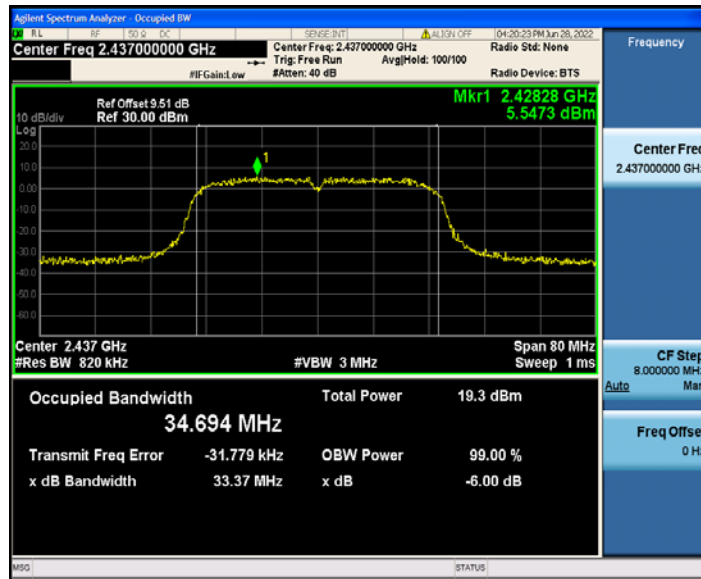 Agilent Spectrum Analyzer - Occupied BW
RL RF 50 Ω DC SENSE:INT ALIGN OFF 04:20:23 PM Jun 28, 2022
Center Freq 2.437000000 GHz Center Freq: 2.437000000 GHz Radio Std: None Frequency
Trig: Free Run Avg|Hold: 100/100
#IFGain:Low #Atten: 40 dB Radio Device: BTS
Ref Offset 9.51 dB Mkr1 2.42828 GHz
10 dB/div Ref 30.00 dBm 5.5473 dBm
Log
20.0
10.0
0.00
-10.0
-20.0
-30.0
-40.0
-50.0
-60.0
1
Center 2.437 GHz Span 80 MHz
#Res BW 820 kHz #VBW 3 MHz Sweep 1 ms
Occupied Bandwidth Total Power 19.3 dBm
34.694 MHz
Transmit Freq Error -31.779 kHz OBW Power 99.00 %
x dB Bandwidth 33.37 MHz x dB -6.00 dB
Center Freq
2.437000000 GHz
CF Step
8.000000 MHz
Auto Man
Freq Offset
0 Hz
MSG STATUS